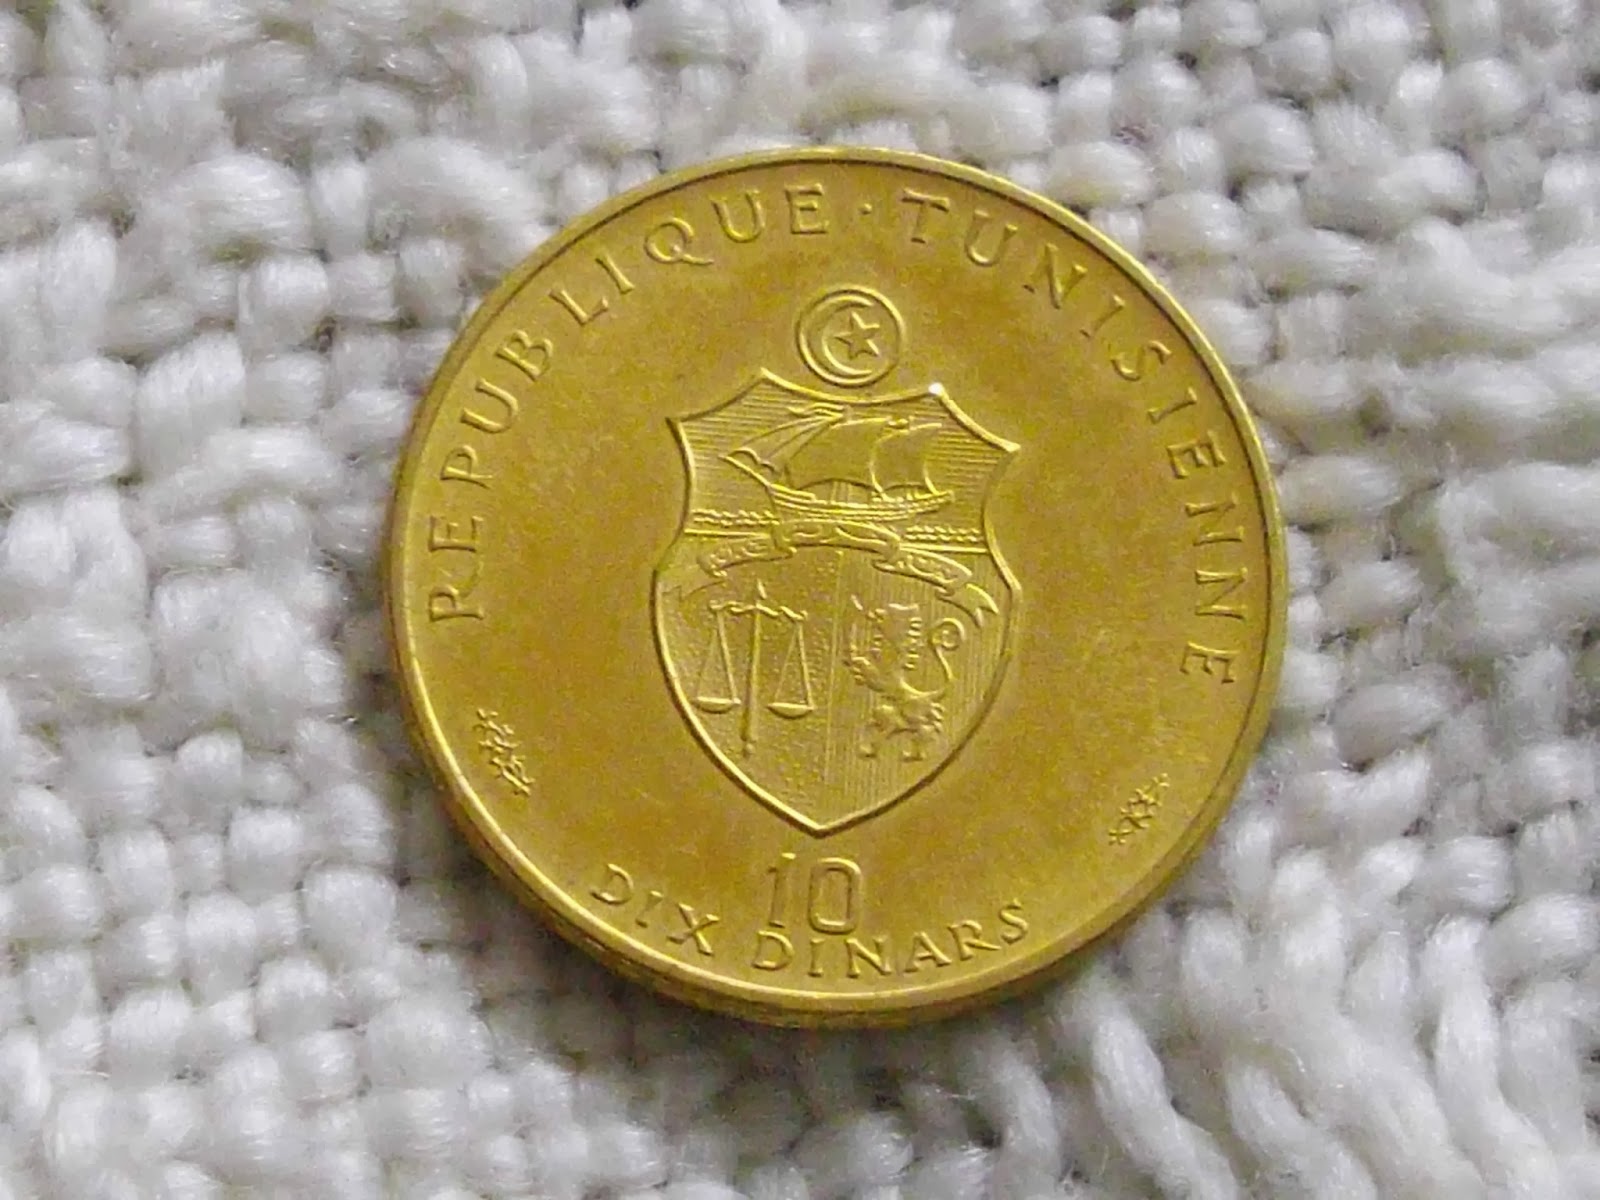 REPUBLIQUE · TUNISIENNE
10
DIX DINARS